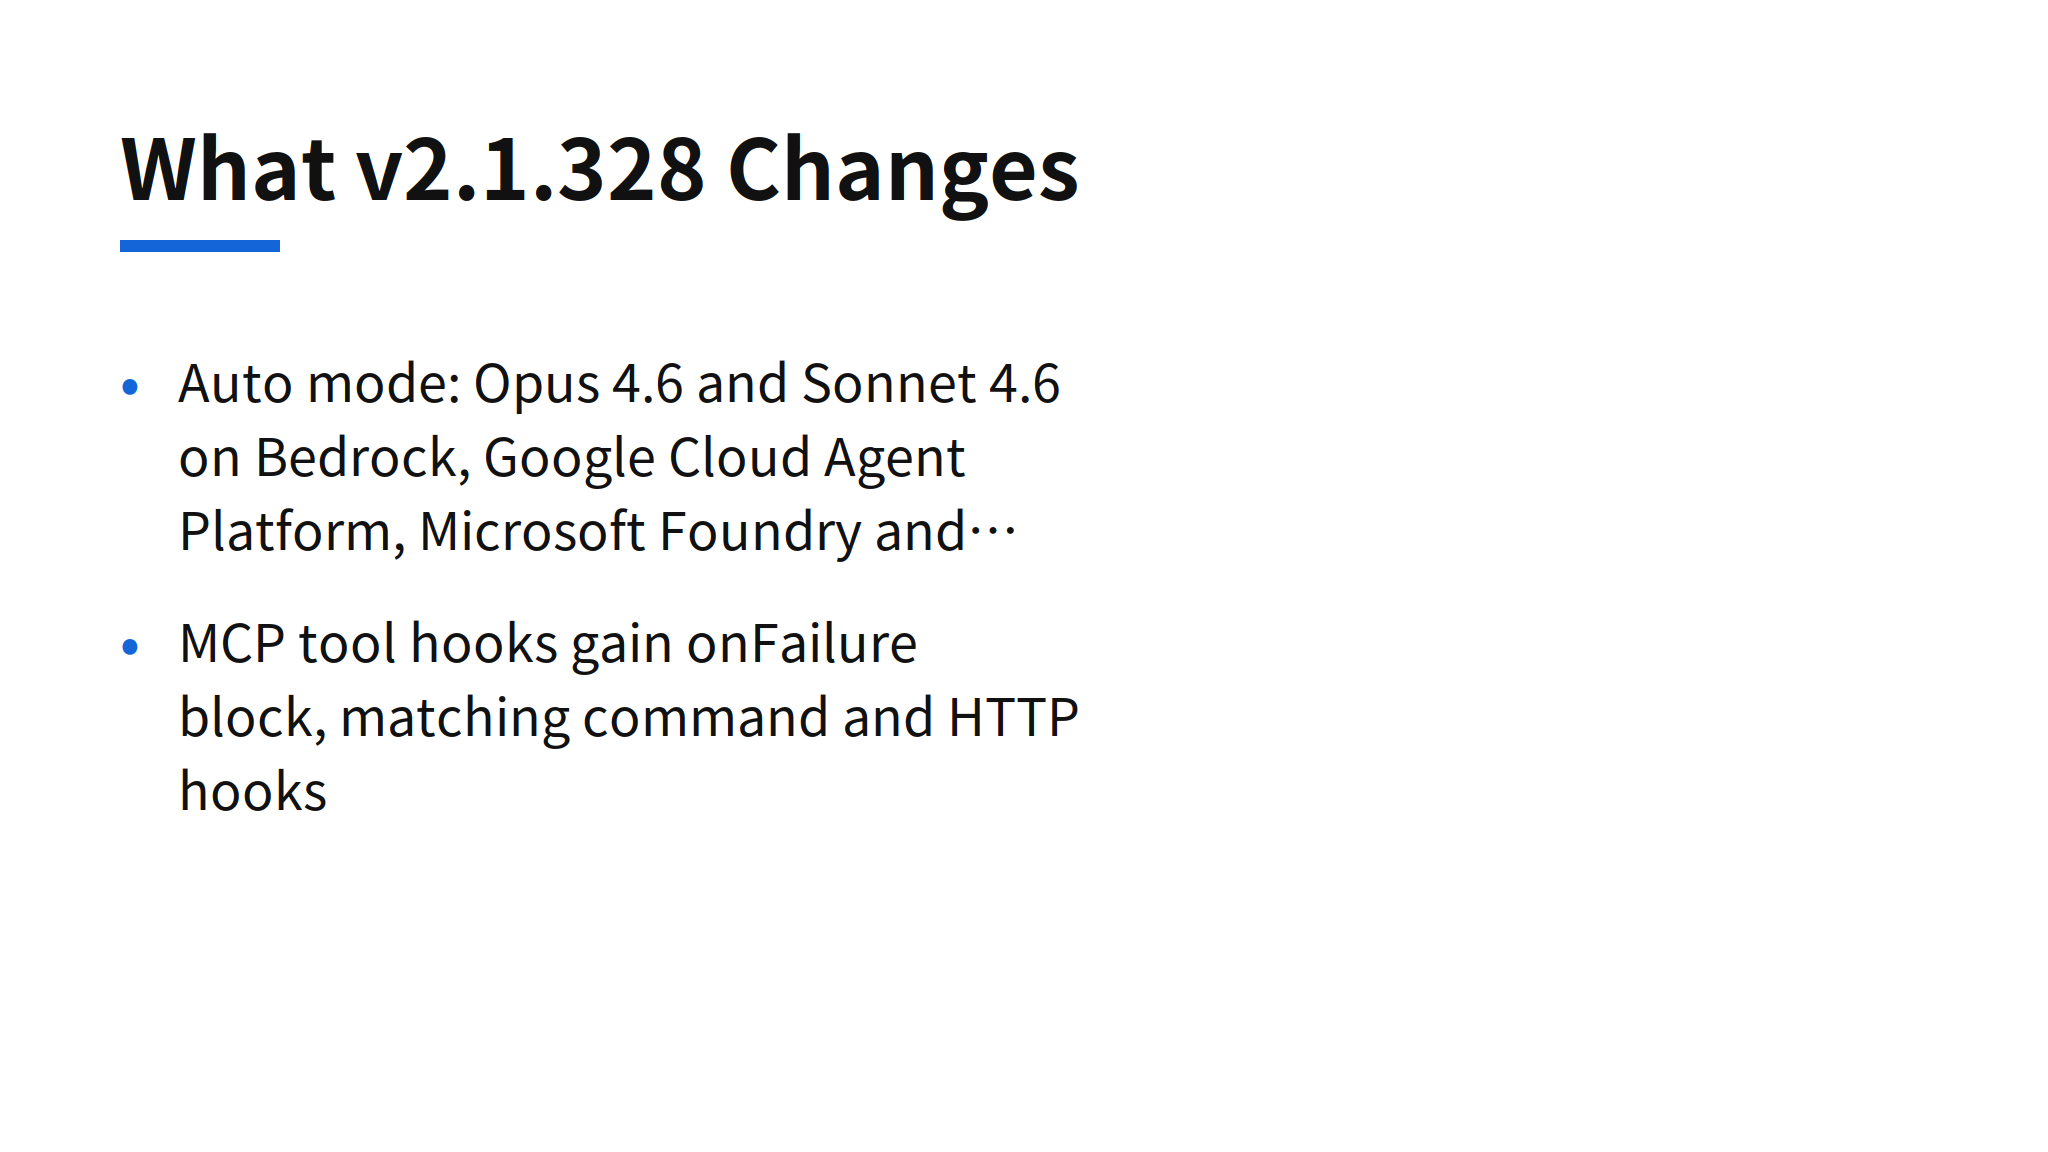 What v2.1.328 Changes
• Auto mode: Opus 4.6 and Sonnet 4.6
on Bedrock, Google Cloud Agent
Platform, Microsoft Foundry and…
• MCP tool hooks gain onFailure
block, matching command and HTTP
hooks